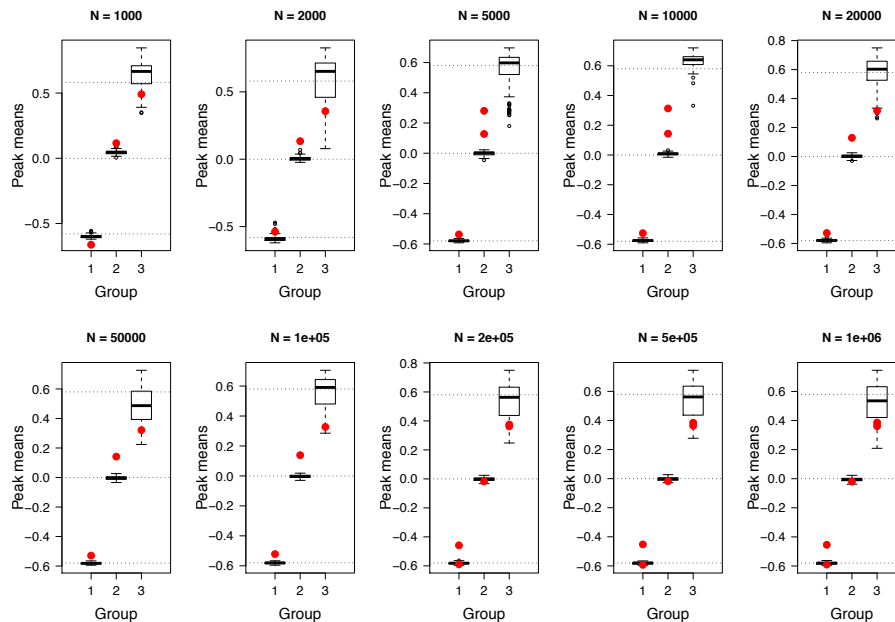 N = 1000
N = 2000
N = 5000
N = 10000
N = 20000
Peak means
0.5
0.0
−0.5
1 2 3
Group
Peak means
0.5
0.0
−0.5
1 2 3
Group
Peak means
0.6
0.4
0.2
0.0
−0.2
−0.4
−0.6
1 2 3
Group
Peak means
0.6
0.4
0.2
0.0
−0.2
−0.4
−0.6
1 2 3
Group
Peak means
0.8
0.6
0.4
0.2
0.0
−0.2
−0.4
−0.6
1 2 3
Group
N = 50000
N = 1e+05
N = 2e+05
N = 5e+05
N = 1e+06
Peak means
0.6
0.4
0.2
0.0
−0.2
−0.4
−0.6
1 2 3
Group
Peak means
0.6
0.4
0.2
0.0
−0.2
−0.4
−0.6
1 2 3
Group
Peak means
0.8
0.6
0.4
0.2
0.0
−0.2
−0.4
−0.6
1 2 3
Group
Peak means
0.6
0.4
0.2
0.0
−0.2
−0.4
−0.6
1 2 3
Group
Peak means
0.6
0.4
0.2
0.0
−0.2
−0.4
−0.6
1 2 3
Group